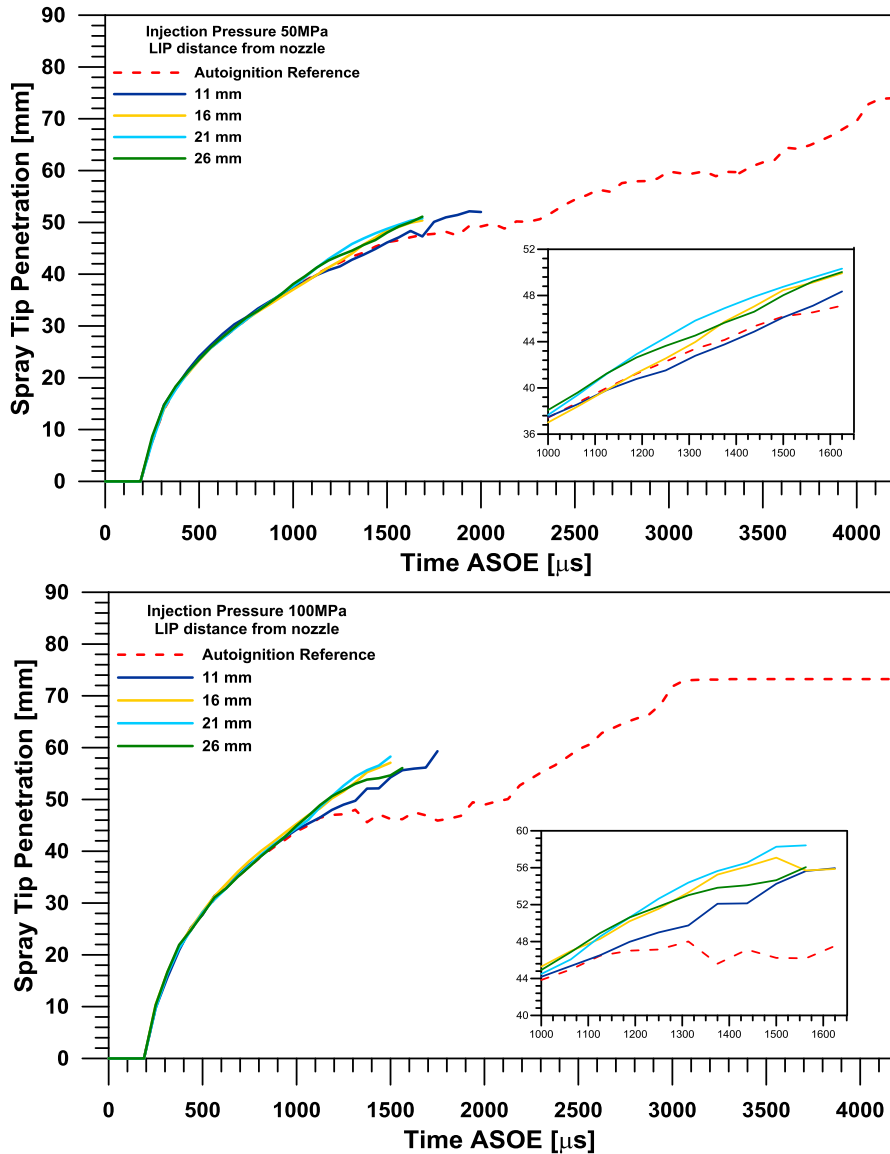 Injection Pressure 50MPa
LIP distance from nozzle
Autoignition Reference
11 mm
16 mm
21 mm
26 mm
Spray Tip Penetration [mm]
90
80
70
60
50
40
30
20
10
0
52
48
44
40
36
1000 1100 1200 1300 1400 1500 1600
0 500 1000 1500 2000 2500 3000 3500 4000
Time ASOE [μs]
Injection Pressure 100MPa
LIP distance from nozzle
Autoignition Reference
11 mm
16 mm
21 mm
26 mm
Spray Tip Penetration [mm]
90
80
70
60
50
40
30
20
10
0
60
56
52
48
44
40
1000 1100 1200 1300 1400 1500 1600
0 500 1000 1500 2000 2500 3000 3500 4000
Time ASOE [μs]